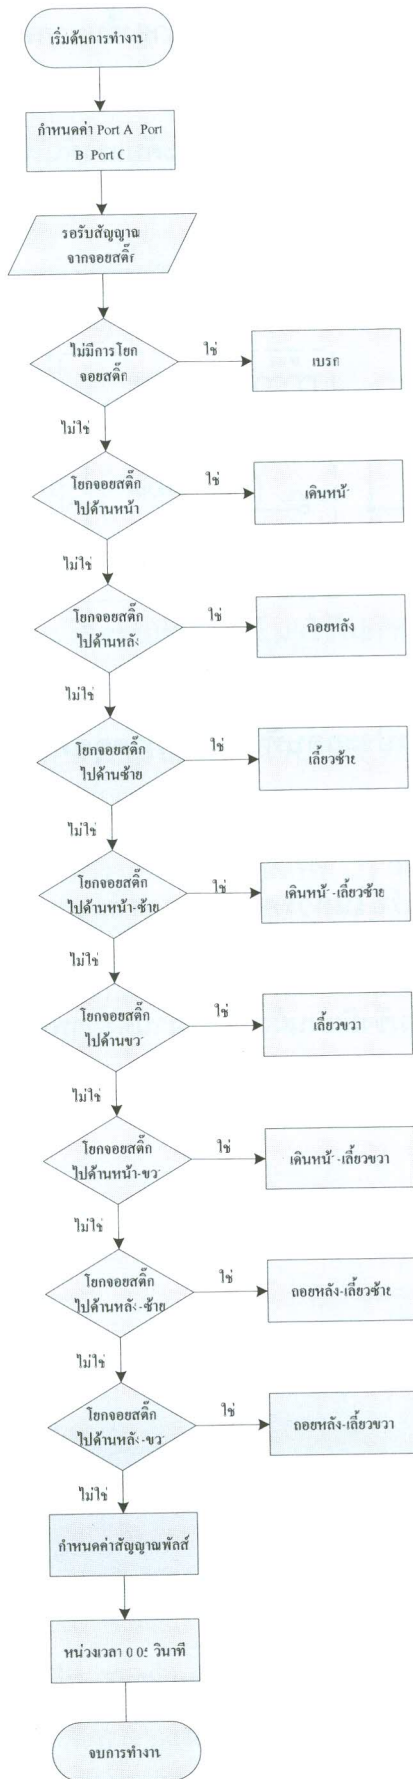 เริ่มต้นการทำงาน
กำหนดค่า Port A Port
B Port C
รอรับสัญญาณ
จากจอยสติ๊ก
ไม่มีการโยก
จอยสติ๊ก
ใช่
เบรก
ไม่ใช่
โยกจอยสติ๊ก
ไปด้านหน้า
ใช่
เดินหน้า
ไม่ใช่
โยกจอยสติ๊ก
ไปด้านหลัง
ใช่
ถอยหลัง
ไม่ใช่
โยกจอยสติ๊ก
ไปด้านซ้าย
ใช่
เลี้ยวซ้าย
ไม่ใช่
โยกจอยสติ๊ก
ไปด้านหน้า-ซ้าย
ใช่
เดินหน้า-เลี้ยวซ้าย
ไม่ใช่
โยกจอยสติ๊ก
ไปด้านขวา
ใช่
เลี้ยวขวา
ไม่ใช่
โยกจอยสติ๊ก
ไปด้านหน้า-ขวา
ใช่
เดินหน้า-เลี้ยวขวา
ไม่ใช่
โยกจอยสติ๊ก
ไปด้านหลัง-ซ้าย
ใช่
ถอยหลัง-เลี้ยวซ้าย
ไม่ใช่
โยกจอยสติ๊ก
ไปด้านหลัง-ขวา
ใช่
ถอยหลัง-เลี้ยวขวา
ไม่ใช่
กำหนดค่าสัญญาณพัลส์
หน่วงเวลา 0.05 วินาที
จบการทำงาน